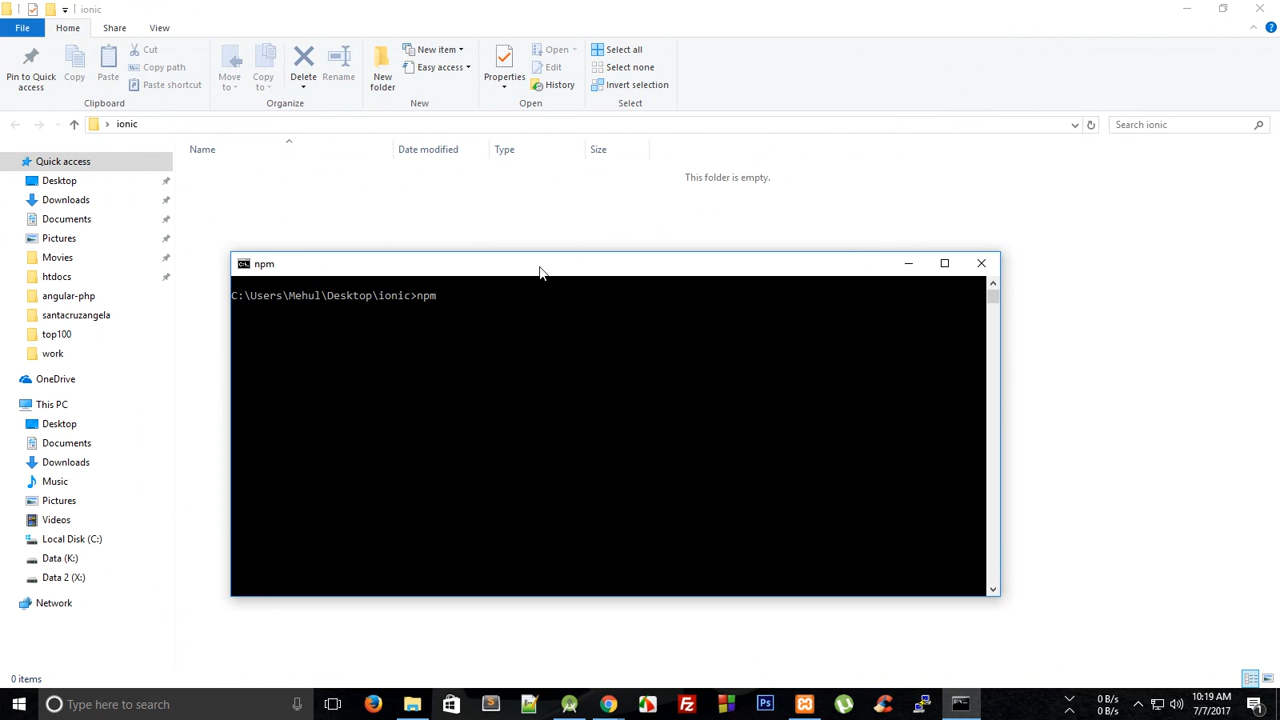 ionic
File Home Share View
Pin to Quick access
Copy
Paste
Cut
Copy path
Paste shortcut
Clipboard
Move to
Copy to
Delete
Rename
Organize
New folder
New item
Easy access
New
Properties
Open
Edit
History
Open
Select all
Select none
Invert selection
Select
ionic
Search ionic
Name Date modified Type Size
This folder is empty.
Quick access
Desktop
Downloads
Documents
Pictures
Movies
htdocs
angular-php
santacruzangela
top100
work
OneDrive
This PC
Desktop
Documents
Downloads
Music
Pictures
Videos
Local Disk (C:)
Data (K:)
Data 2 (X:)
Network
npm
C:\Users\Mehul\Desktop\ionic>npm
0 items
Type here to search
0 B/s
0 B/s
10:19 AM
7/7/2017